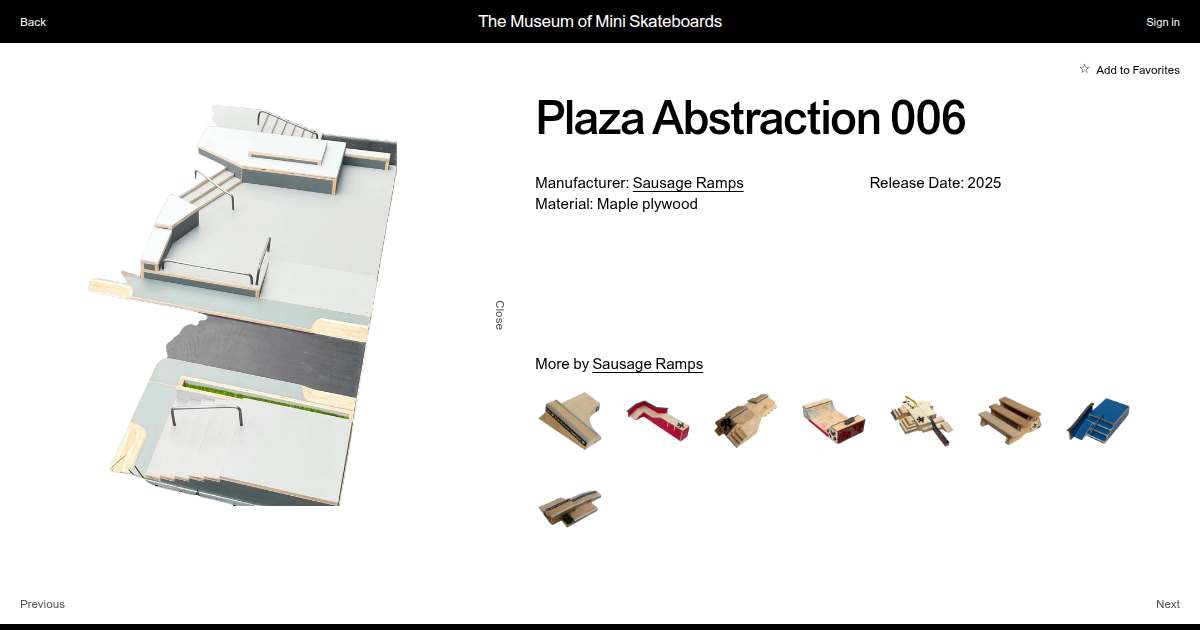 Back
The Museum of Mini Skateboards
Sign in
☆ Add to Favorites
Plaza Abstraction 006
Manufacturer: Sausage Ramps
Release Date: 2025
Material: Maple plywood
Close
More by Sausage Ramps
Previous
Next